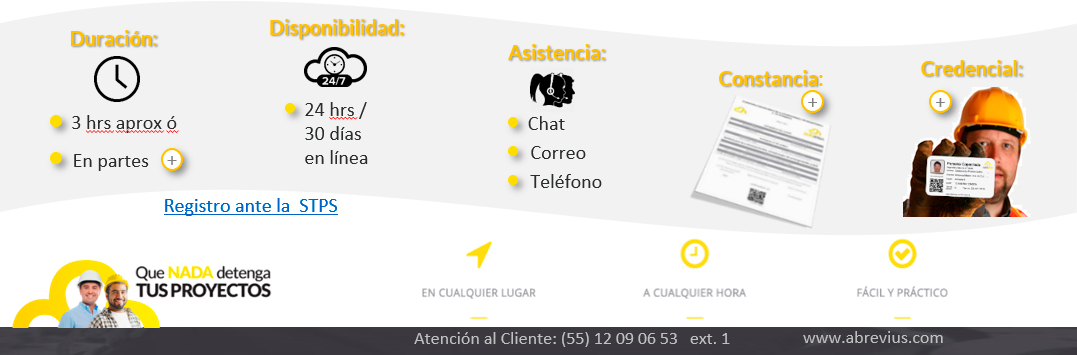 Duración:
Disponibilidad:
Asistencia:
Constancia:
Credencial:
24/7
3 hrs aprox ó
En partes
24 hrs /
30 días
en línea
Chat
Correo
Teléfono
Registro ante la STPS
Que NADA detenga
TUS PROYECTOS
EN CUALQUIER LUGAR
A CUALQUIER HORA
FÁCIL Y PRÁCTICO
Atención al Cliente: (55) 12 09 06 53 ext. 1
www.abrevius.com